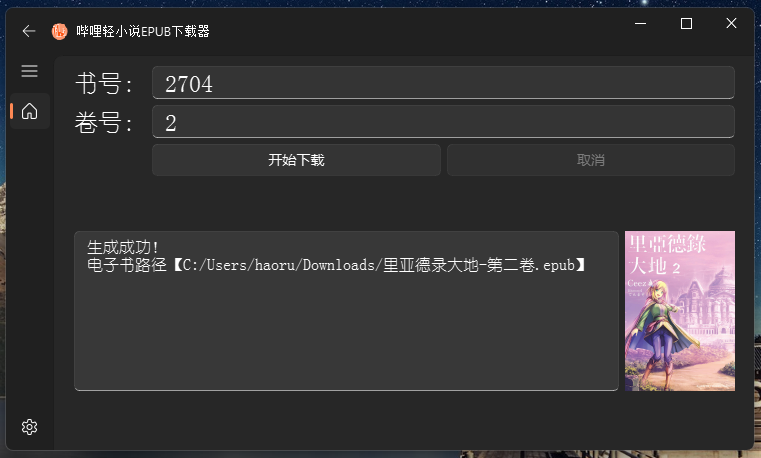 哔哩轻小说EPUB下载器
书号：
2704
卷号：
2
开始下载
取消
生成成功！
电子书路径【C:/Users/haoru/Downloads/里亚德录大地-第二卷.epub】
里亞德錄
大地 2
Ceez